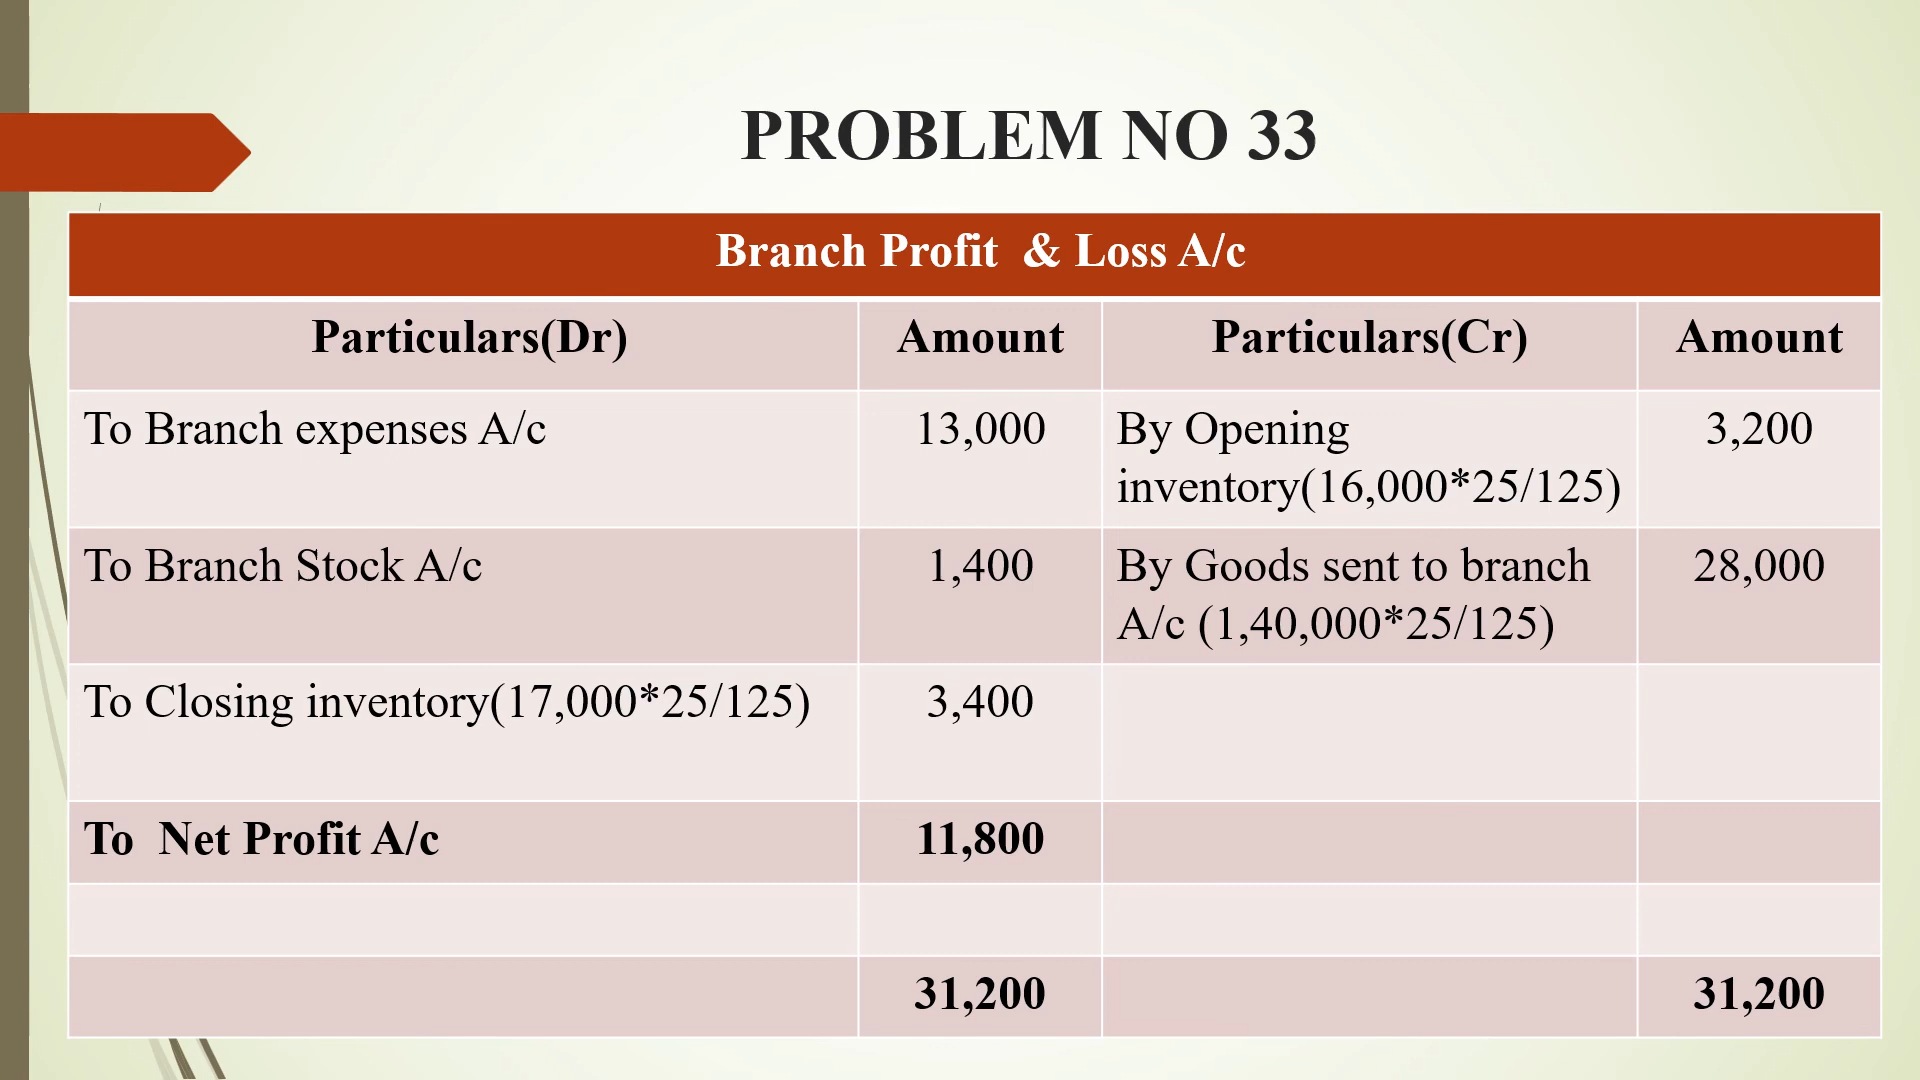 PROBLEM NO 33
Branch Profit & Loss A/c
Particulars(Dr) Amount Particulars(Cr) Amount
To Branch expenses A/c 13,000 By Opening 3,200
inventory(16,000*25/125)
To Branch Stock A/c 1,400 By Goods sent to branch 28,000
A/c (1,40,000*25/125)
To Closing inventory(17,000*25/125) 3,400
To Net Profit A/c 11,800
31,200 31,200